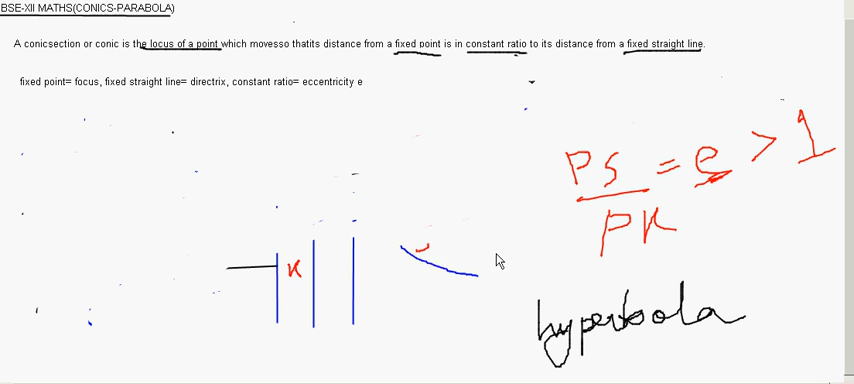 BSE-XII MATHS(CONICS-PARABOLA)
A conicsection or conic is the locus of a point which movesso thatits distance from a fixed point is in constant ratio to its distance from a fixed straight line.
fixed point= focus, fixed straight line= directrix, constant ratio= eccentricity e
PS
= e > 1
PK
K
hyperbola